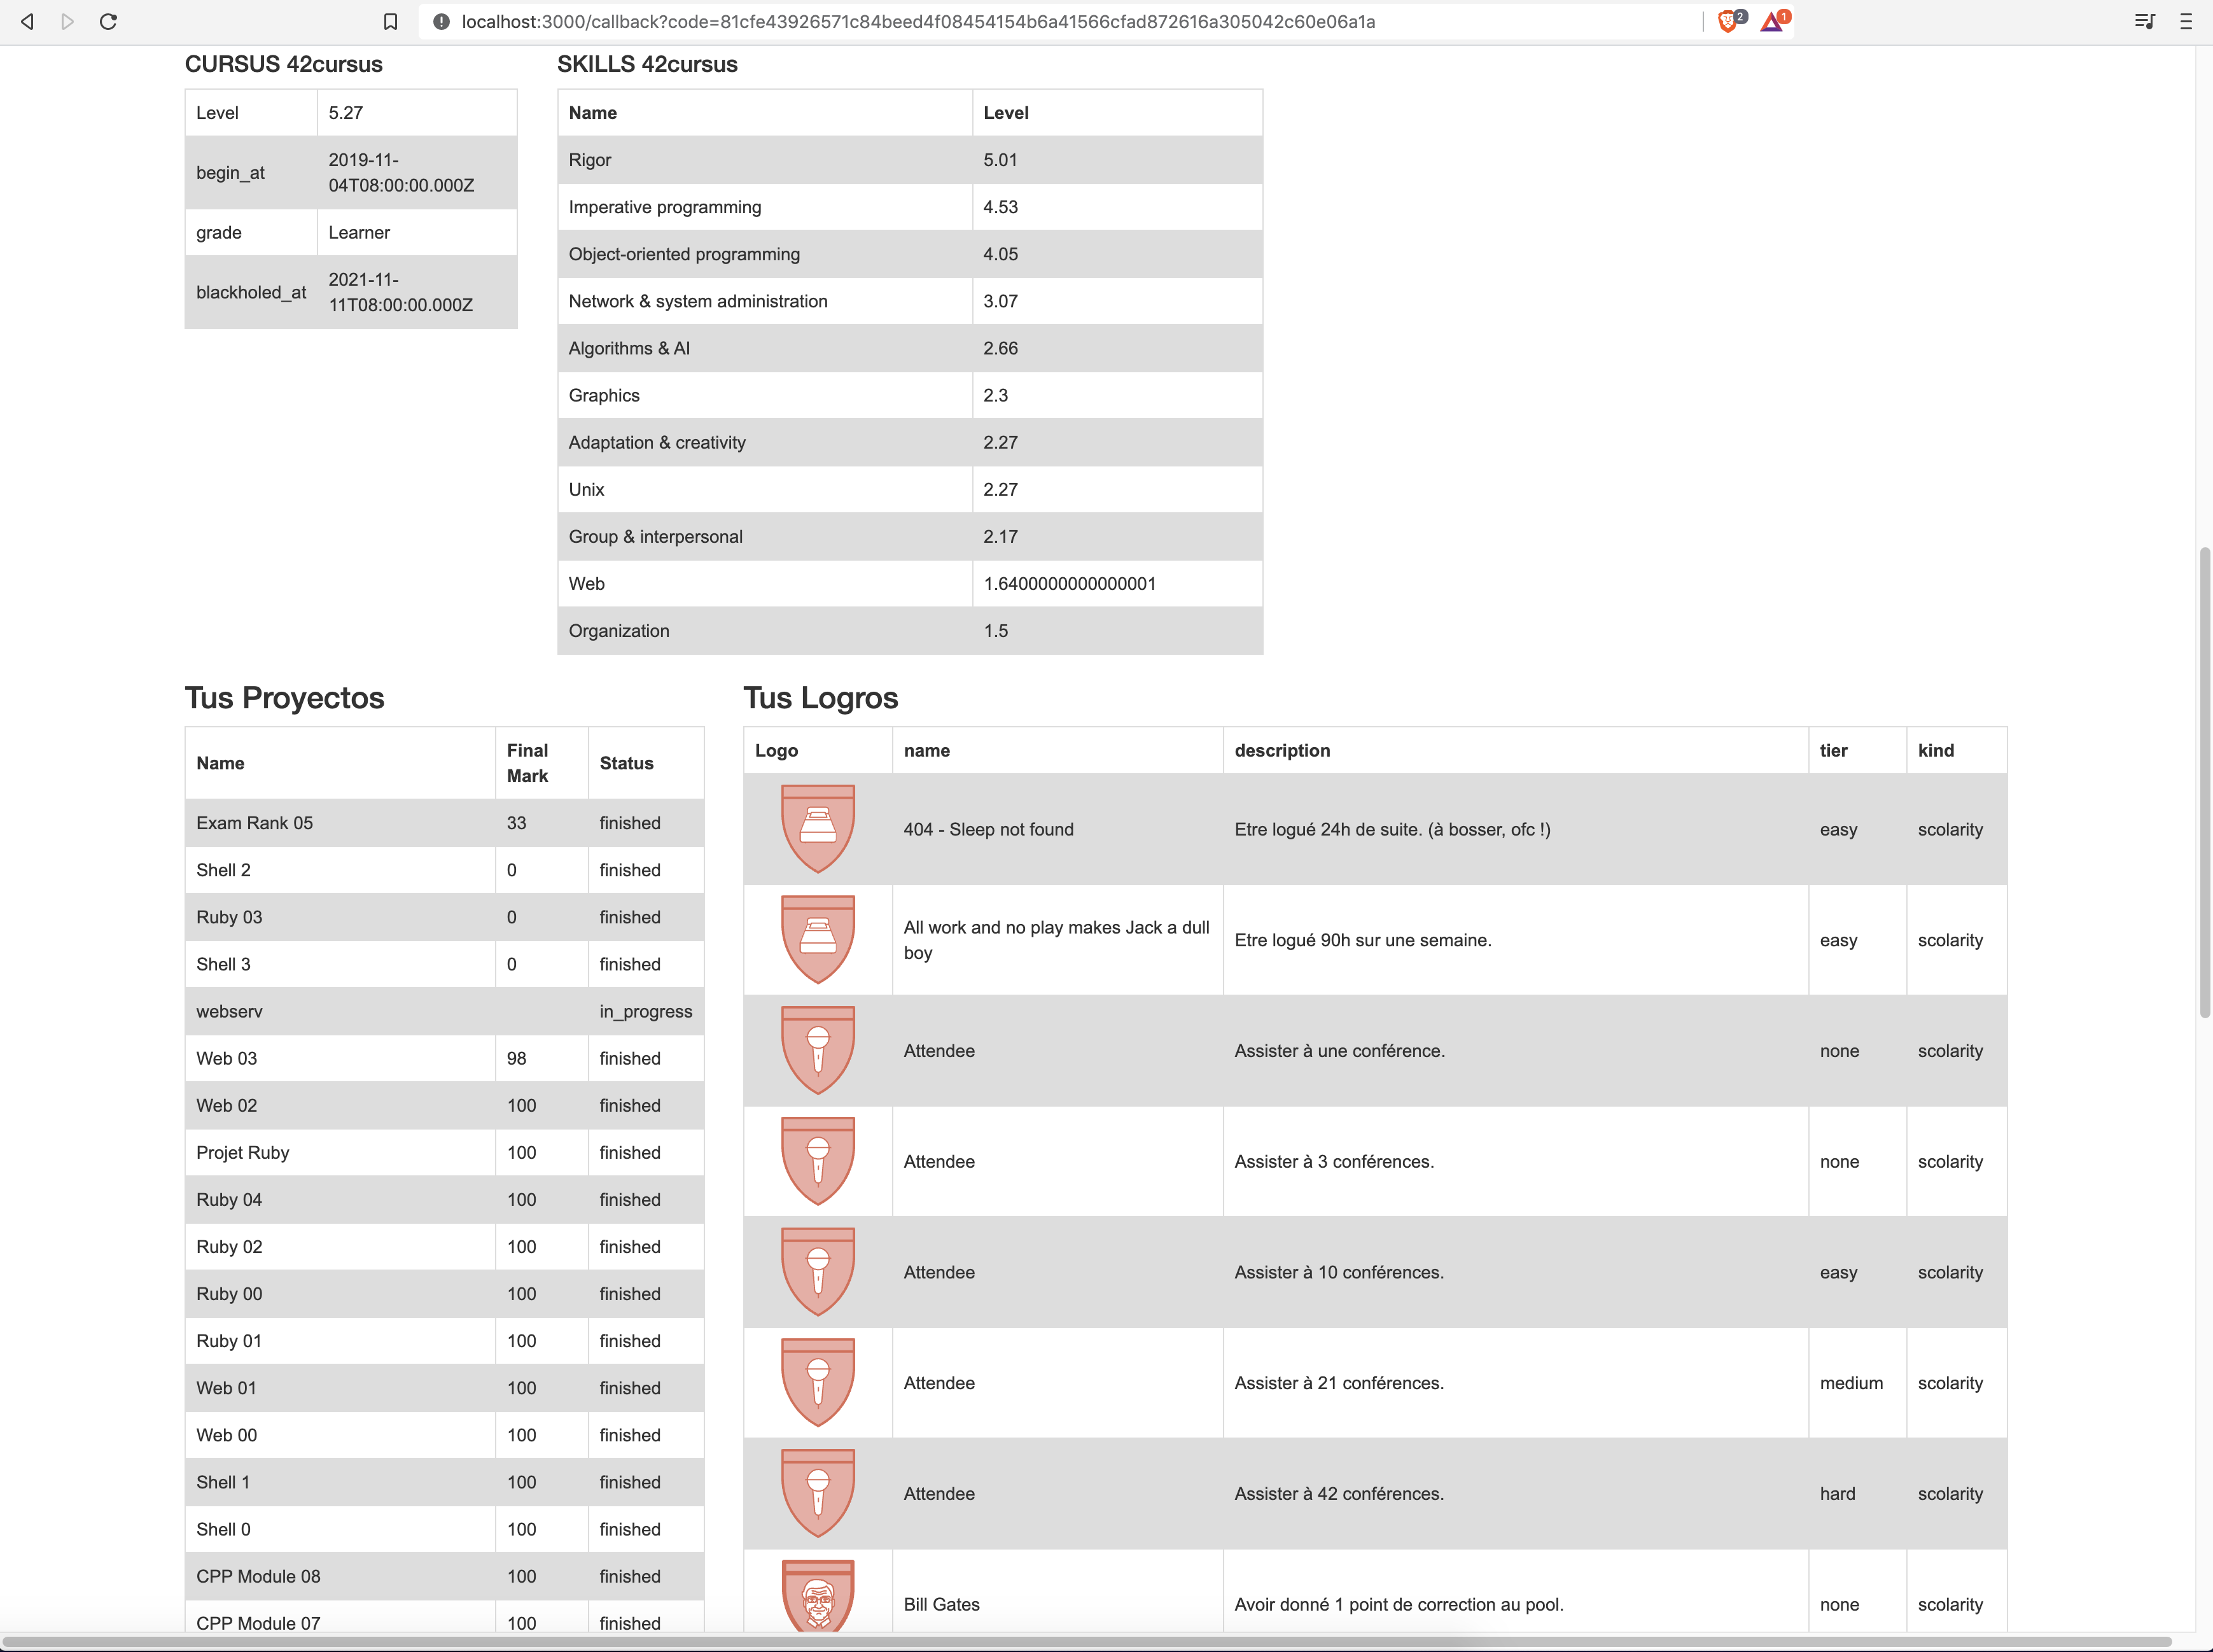 localhost:3000/callback?code=81cfe43926571c84beed4f08454154b6a41566cfad872616a305042c60e06a1a
2
1
CURSUS 42cursus
Level 5.27
begin_at 2019-11-
04T08:00:00.000Z
grade Learner
blackholed_at 2021-11-
11T08:00:00.000Z
SKILLS 42cursus
Name Level
Rigor 5.01
Imperative programming 4.53
Object-oriented programming 4.05
Network & system administration 3.07
Algorithms & AI 2.66
Graphics 2.3
Adaptation & creativity 2.27
Unix 2.27
Group & interpersonal 2.17
Web 1.6400000000000001
Organization 1.5
Tus Proyectos
Name Final Mark Status
Exam Rank 05 33 finished
Shell 2 0 finished
Ruby 03 0 finished
Shell 3 0 finished
webserv in_progress
Web 03 98 finished
Web 02 100 finished
Projet Ruby 100 finished
Ruby 04 100 finished
Ruby 02 100 finished
Ruby 00 100 finished
Ruby 01 100 finished
Web 01 100 finished
Web 00 100 finished
Shell 1 100 finished
Shell 0 100 finished
CPP Module 08 100 finished
CPP Module 07 100 finished
Tus Logros
Logo name description tier kind
404 - Sleep not found Etre logué 24h de suite. (à bosser, ofc !) easy scolarity
All work and no play makes Jack a dull
boy Etre logué 90h sur une semaine. easy scolarity
Attendee Assister à une conférence. none scolarity
Attendee Assister à 3 conférences. none scolarity
Attendee Assister à 10 conférences. easy scolarity
Attendee Assister à 21 conférences. medium scolarity
Attendee Assister à 42 conférences. hard scolarity
Bill Gates Avoir donné 1 point de correction au pool. none scolarity